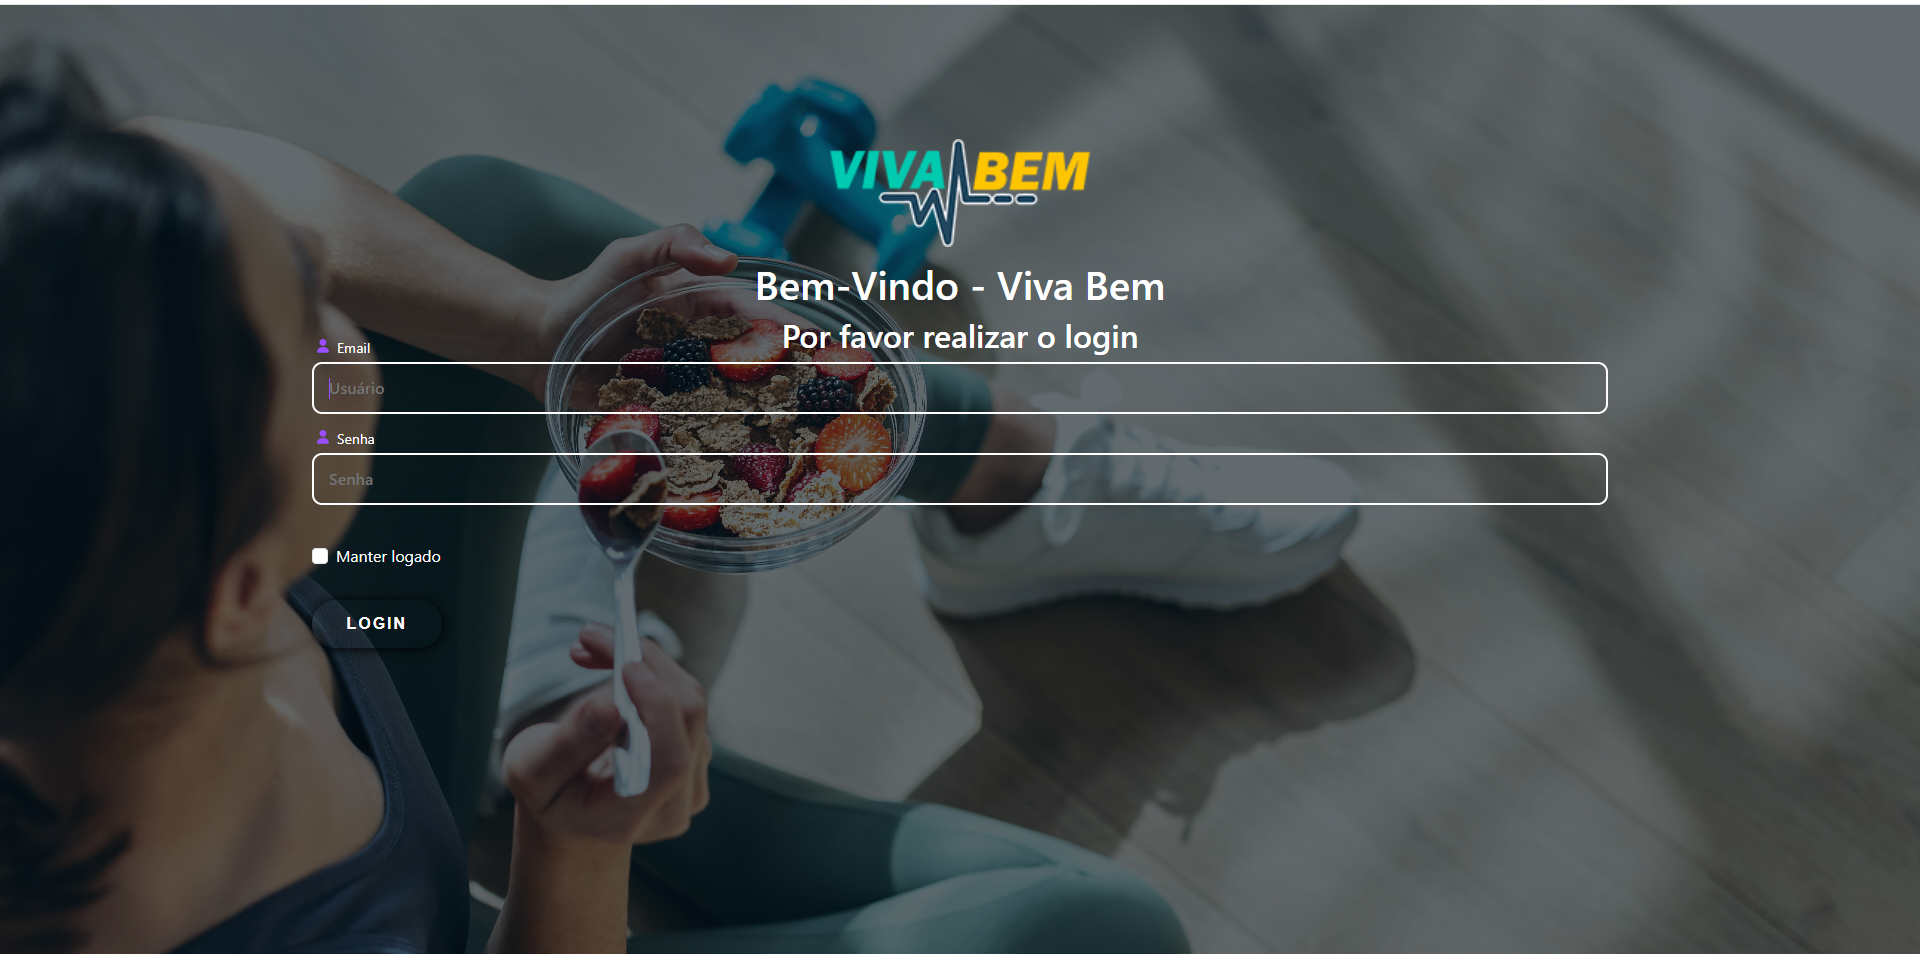 VIVA BEM
Bem-Vindo - Viva Bem
Por favor realizar o login
Email
Usuário
Senha
Senha
Manter logado
LOGIN